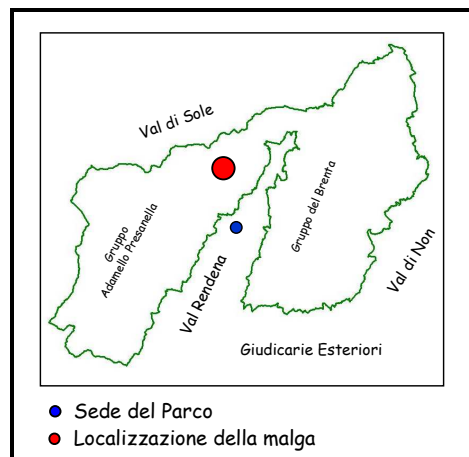 Val di Sole
Gruppo
Adamello Presanella
Gruppo del Brenta
Val Rendena
Val di Non
Giudicarie Esteriori
Sede del Parco
Localizzazione della malga